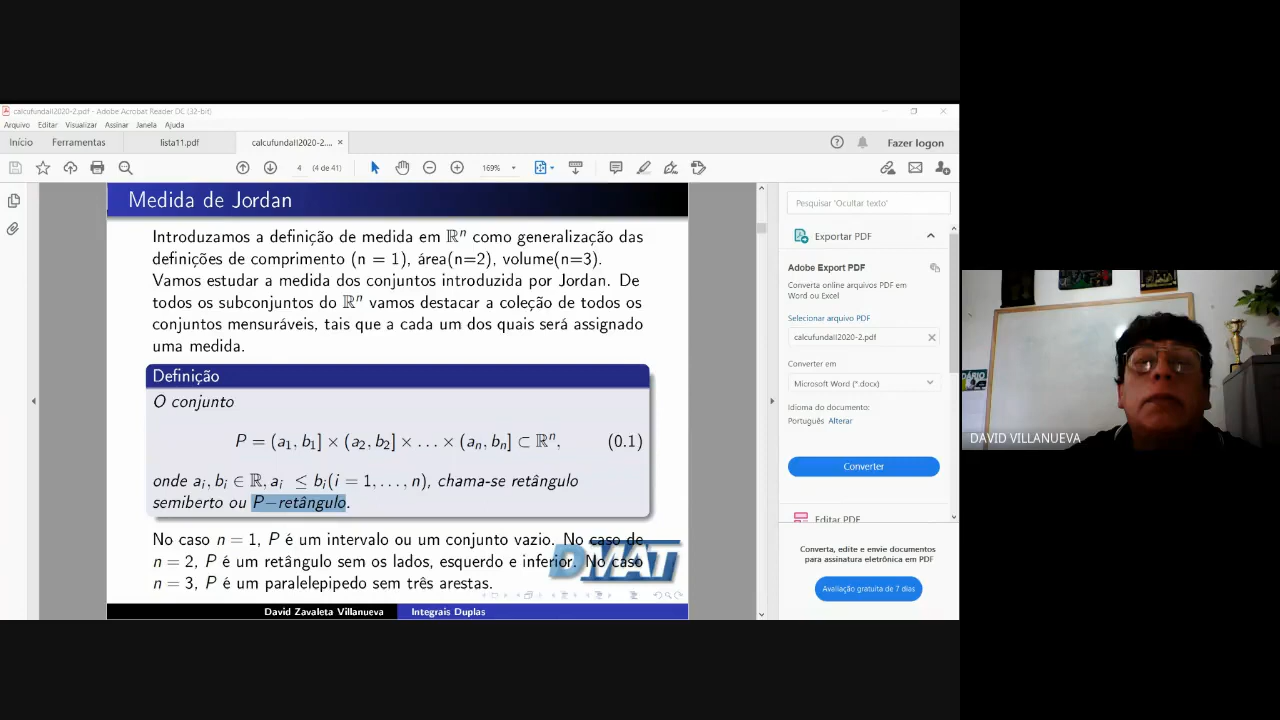 calcufundall2020-2.pdf - Adobe Acrobat Reader DC (32-bit)
Arquivo Editar Visualizar Assinar Janela Ajuda
Início Ferramentas lista11.pdf calcufundall2020-2.... × Fazer logon
4 (4 de 41) 169%
Medida de Jordan
Introduzamos a definição de medida em ℝⁿ como generalização das
definições de comprimento (n = 1), área(n=2), volume(n=3).
Vamos estudar a medida dos conjuntos introduzida por Jordan. De
todos os subconjuntos do ℝⁿ vamos destacar a coleção de todos os
conjuntos mensuráveis, tais que a cada um dos quais será assignado
uma medida.
Definição
O conjunto
P = (a₁, b₁] × (a₂, b₂] × . . . × (aₙ, bₙ] ⊂ ℝⁿ, (0.1)
onde aᵢ, bᵢ ∈ ℝ, aᵢ ≤ bᵢ(i = 1, . . . , n), chama-se retângulo
semiberto ou P−retângulo.
No caso n = 1, P é um intervalo ou um conjunto vazio. No caso de
n = 2, P é um retângulo sem os lados, esquerdo e inferior. No caso
n = 3, P é um paralelepipedo sem três arestas.
DMAT
David Zavaleta Villanueva Integrais Duplas
Pesquisar 'Ocultar texto'
Exportar PDF
Adobe Export PDF
Converta arquivos PDF em
Word ou Excel online
Selecionar arquivo PDF
calcufundall2020-2.pdf
Converter em
Microsoft Word (*.docx)
Idioma do documento:
Português Alterar
Converter
Editar PDF
Converta, edite e envie documentos
para assinatura eletrônica em PDF
Avaliação gratuita de 7 dias
DAVID VILLANUEVA